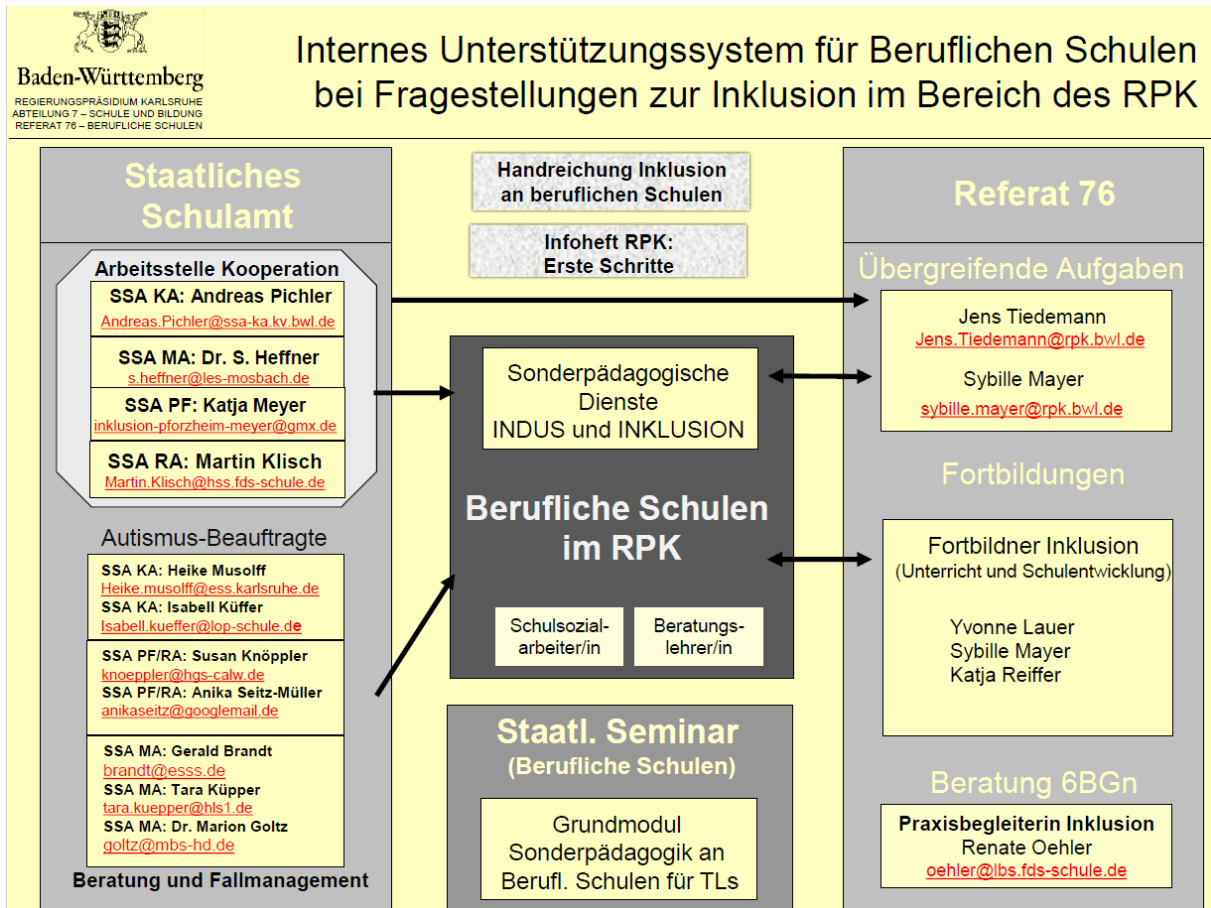 Baden-Württemberg
REGIERUNGSPRÄSIDIUM KARLSRUHE
ABTEILUNG 7 – SCHULE UND BILDUNG
REFERAT 76 – BERUFLICHE SCHULEN
Internes Unterstützungssystem für Beruflichen Schulen
bei Fragestellungen zur Inklusion im Bereich des RPK
Staatliches
Schulamt
Arbeitsstelle Kooperation
SSA KA: Andreas Pichler
Andreas.Pichler@ssa-ka.kv.bwl.de
SSA MA: Dr. S. Heffner
s.heffner@les-mosbach.de
SSA PF: Katja Meyer
inklusion-pforzheim-meyer@gmx.de
SSA RA: Martin Klisch
Martin.Klisch@hss.fds-schule.de
Autismus-Beauftragte
SSA KA: Heike Musolff
Heike.musolff@ess.karlsruhe.de
SSA KA: Isabell Küffer
Isabell.kueffer@lop-schule.de
SSA PF/RA: Susan Knöppler
knoeppler@hgs-calw.de
SSA PF/RA: Anika Seitz-Müller
anikaseitz@googlemail.de
SSA MA: Gerald Brandt
brandt@esss.de
SSA MA: Tara Küpper
tara.kuepper@hls1.de
SSA MA: Dr. Marion Goltz
goltz@mbs-hd.de
Beratung und Fallmanagement
Handreichung Inklusion
an beruflichen Schulen
Infoheft RPK:
Erste Schritte
Sonderpädagogische
Dienste
INDUS und INKLUSION
Berufliche Schulen
im RPK
Schulsozial-
arbeiter/in
Beratungs-
lehrer/in
Staatl. Seminar
(Berufliche Schulen)
Grundmodul
Sonderpädagogik an
Berufl. Schulen für TLs
Referat 76
Übergreifende Aufgaben
Jens Tiedemann
Jens.Tiedemann@rpk.bwl.de
Sybille Mayer
sybille.mayer@rpk.bwl.de
Fortbildungen
Fortbildner Inklusion
(Unterricht und Schulentwicklung)
Yvonne Lauer
Sybille Mayer
Katja Reiffer
Beratung 6BGn
Praxisbegleiterin Inklusion
Renate Oehler
oehler@lbs.fds-schule.de